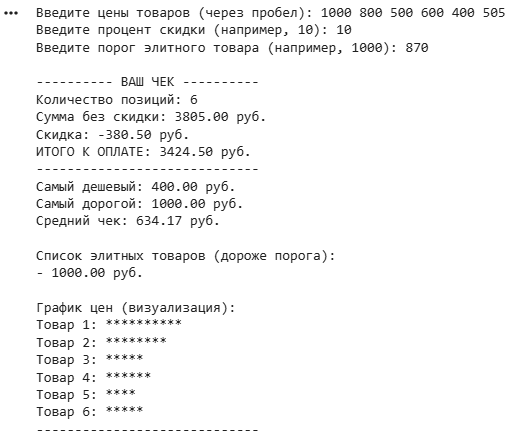 ••• Введите цены товаров (через пробел): 1000 800 500 600 400 505
Введите процент скидки (например, 10): 10
Введите порог элитного товара (например, 1000): 870
---------- ВАШ ЧЕК ----------
Количество позиций: 6
Сумма без скидки: 3805.00 руб.
Скидка: -380.50 руб.
ИТОГО К ОПЛАТЕ: 3424.50 руб.
-----------------------------
Самый дешевый: 400.00 руб.
Самый дорогой: 1000.00 руб.
Средний чек: 634.17 руб.
Список элитных товаров (дороже порога):
- 1000.00 руб.
График цен (визуализация):
Товар 1: **********
Товар 2: ********
Товар 3: *****
Товар 4: ******
Товар 5: ****
Товар 6: *****
-----------------------------